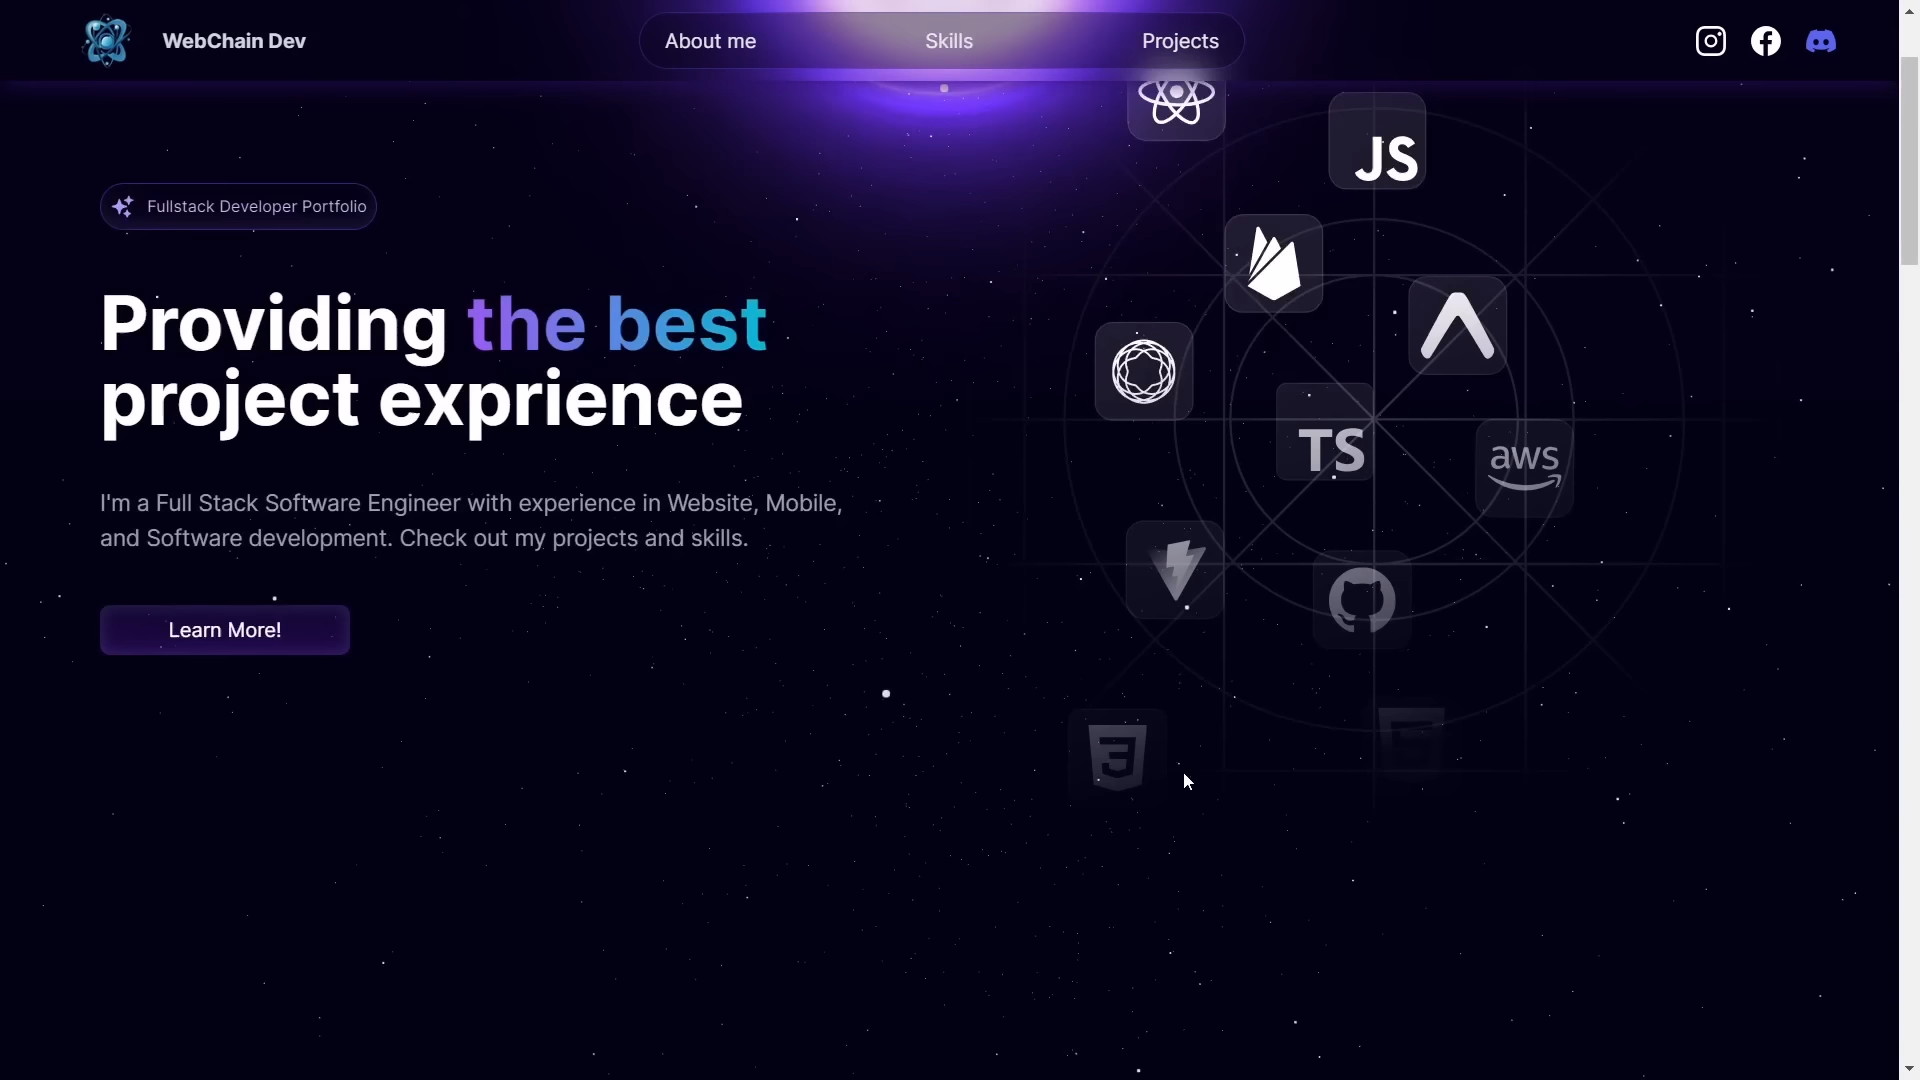 WebChain Dev
About me
Skills
Projects
Fullstack Developer Portfolio
Providing the best
project exprience
I'm a Full Stack Software Engineer with experience in Website, Mobile,
and Software development. Check out my projects and skills.
Learn More!
JS
TS
aws